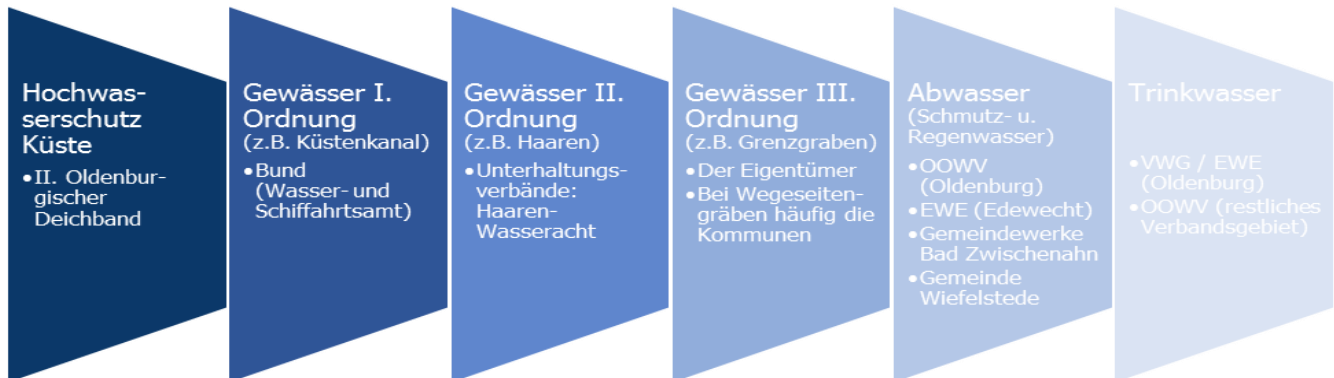 Hochwas-
serschutz
Küste
•II. Oldenbur-
gischer
Deichband
Gewässer I.
Ordnung
(z.B. Küstenkanal)
•Bund
(Wasser- und
Schiffahrtsamt)
Gewässer II.
Ordnung
(z.B. Haaren)
•Unterhaltungs-
verbände:
Haaren-
Wasseracht
Gewässer III.
Ordnung
(z.B. Grenzgraben)
•Der Eigentümer
•Bei Wegeseiten-
gräben häufig die
Kommunen
Abwasser
(Schmutz- u.
Regenwasser)
•OOWV
(Oldenburg)
•EWE (Edewecht)
•Gemeindewerke
Bad Zwischenahn
•Gemeinde
Wiefelstede
Trinkwasser
•VWG / EWE
(Oldenburg)
•OOWV (restliches
Verbandsgebiet)